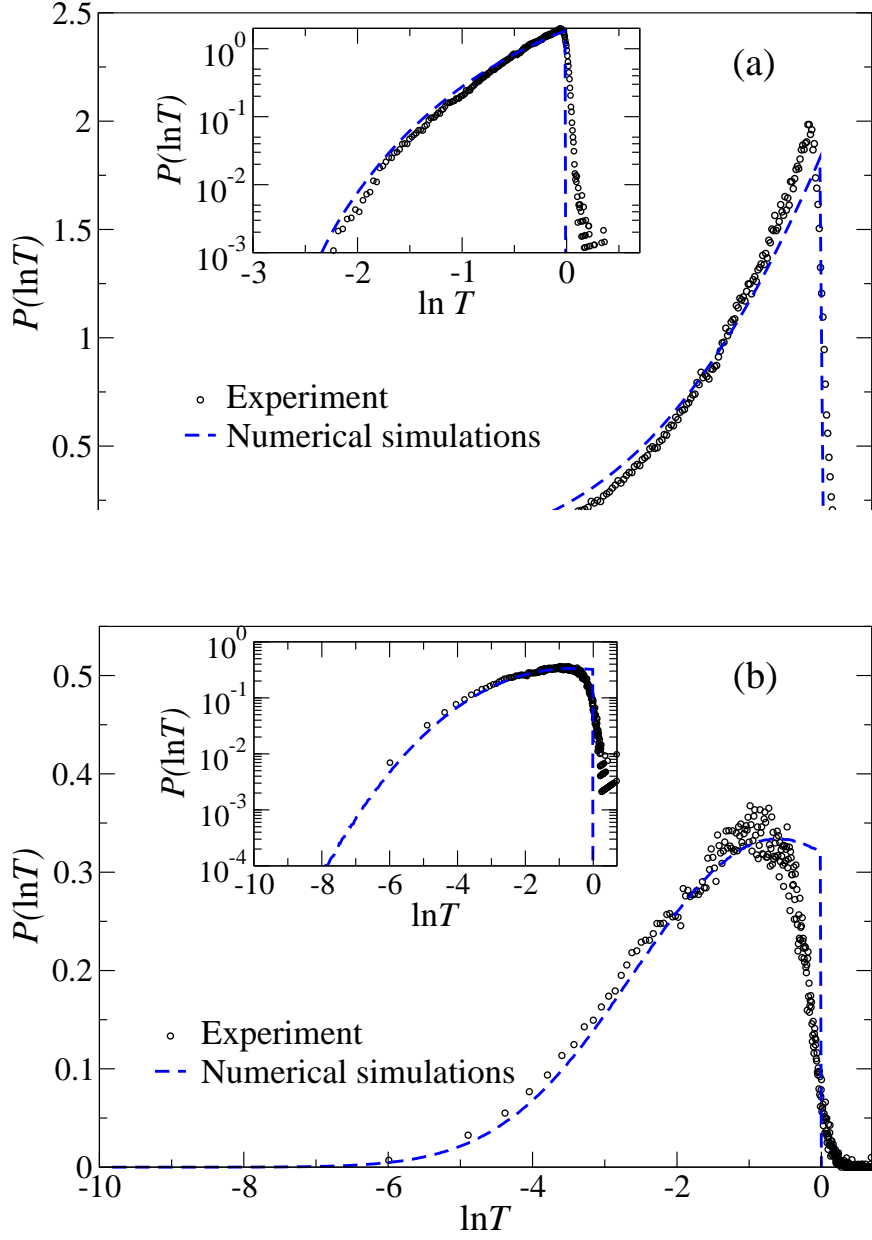 2.5
2
1.5
1
0.5
P(lnT)
(a)
10^0
10^-1
10^-2
10^-3
P(lnT)
-3
-2
-1
0
ln T
Experiment
Numerical simulations
0.5
0.4
0.3
0.2
0.1
0
P(lnT)
(b)
10^0
10^-1
10^-2
10^-3
10^-4
P(lnT)
-10
-8
-6
-4
-2
0
lnT
Experiment
Numerical simulations
-10
-8
-6
-4
-2
0
lnT